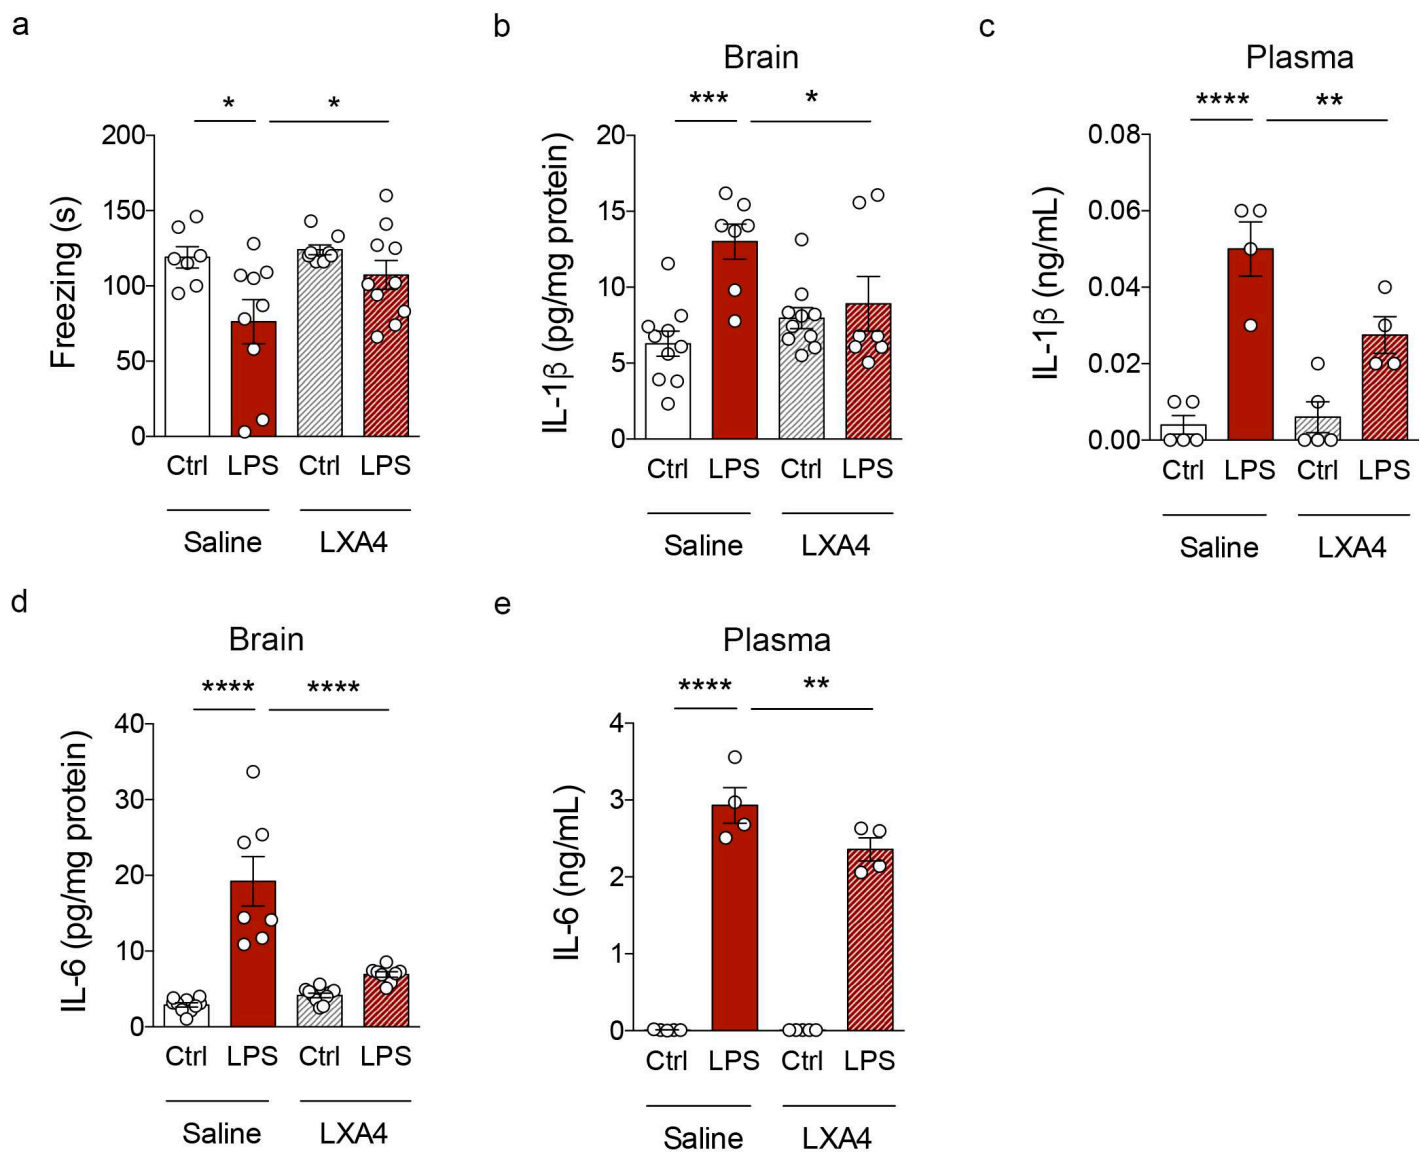 a
* *
Freezing (s)
200
150
100
50
0
Ctrl LPS Ctrl LPS
Saline LXA4
b
Brain
*** *
IL-1β (pg/mg protein)
20
15
10
5
0
Ctrl LPS Ctrl LPS
Saline LXA4
c
Plasma
**** **
IL-1β (ng/mL)
0.08
0.06
0.04
0.02
0.00
Ctrl LPS Ctrl LPS
Saline LXA4
d
Brain
**** ****
IL-6 (pg/mg protein)
40
30
20
10
0
Ctrl LPS Ctrl LPS
Saline LXA4
e
Plasma
**** **
IL-6 (ng/mL)
4
3
2
1
0
Ctrl LPS Ctrl LPS
Saline LXA4